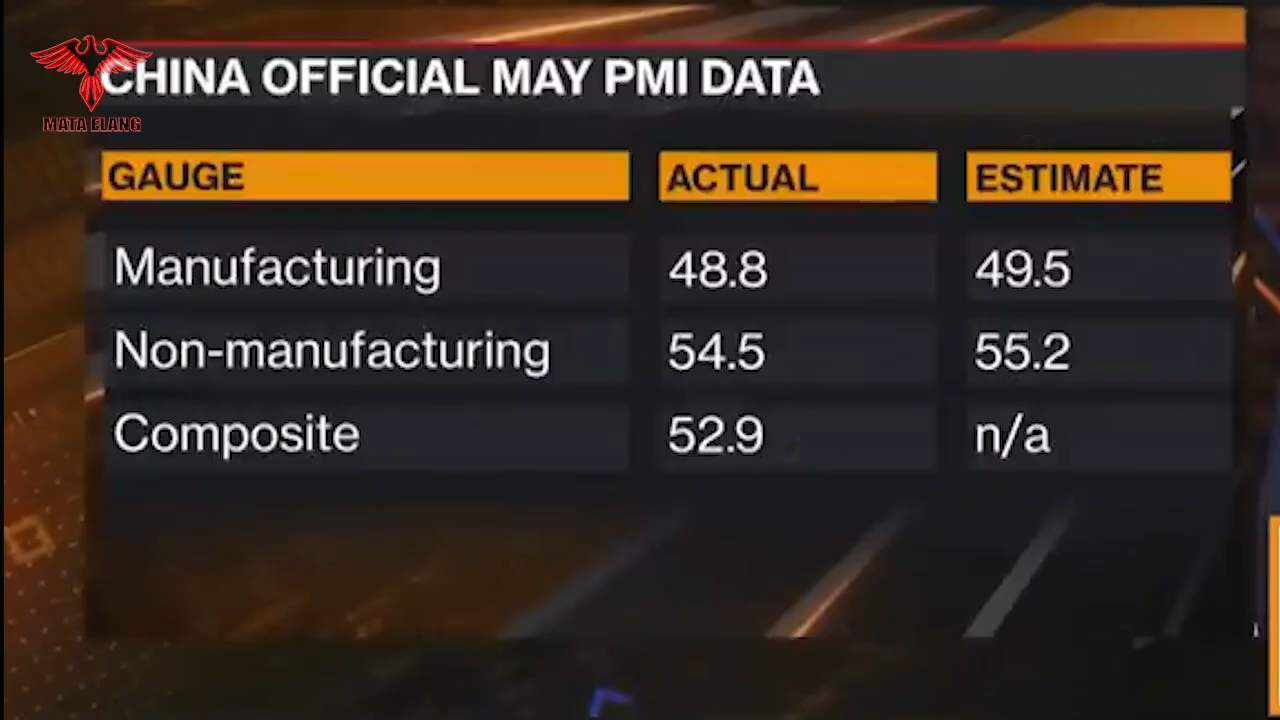 CHINA OFFICIAL MAY PMI DATA
MATA ELANG
GAUGE ACTUAL ESTIMATE
Manufacturing 48.8 49.5
Non-manufacturing 54.5 55.2
Composite 52.9 n/a